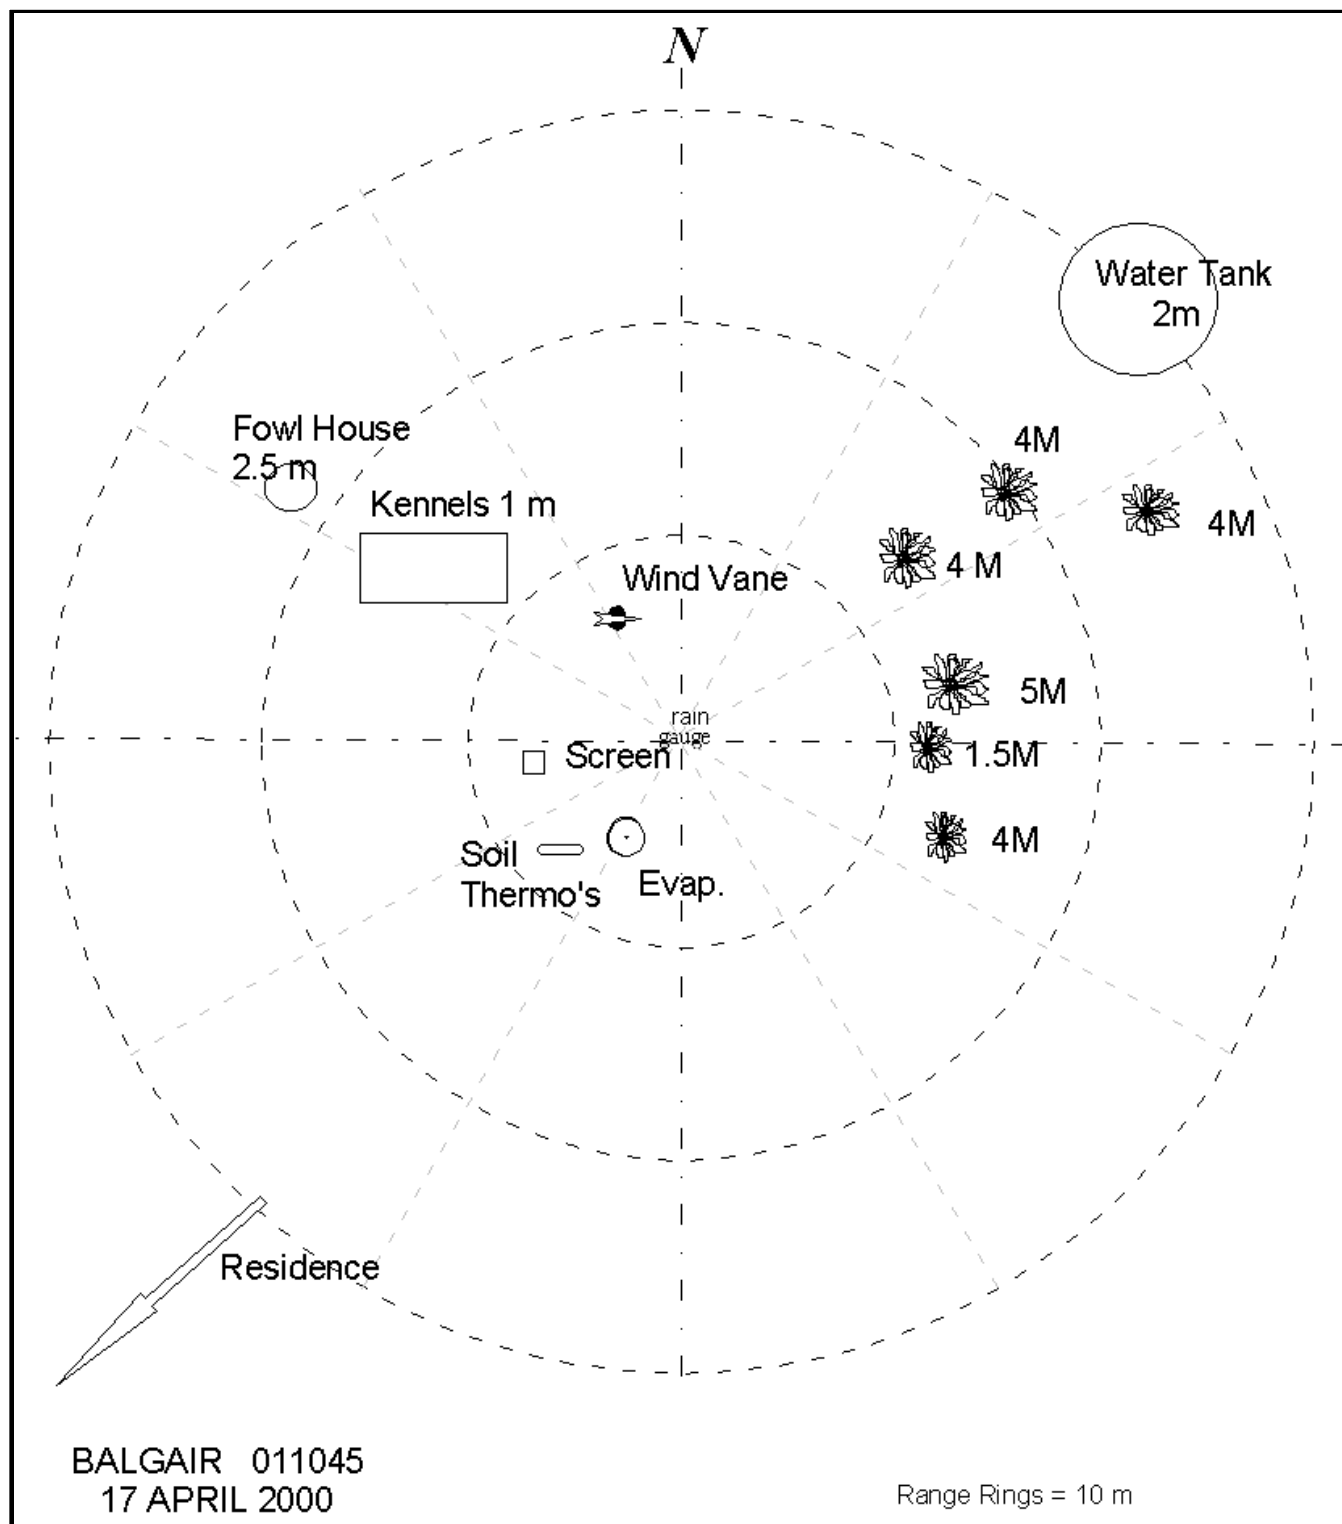 N
Water Tank
2m
Fowl House
2.5 m
4M
Kennels 1 m
4M
4 M
Wind Vane
5M
rain
gauge
Screen
1.5M
4M
Soil
Thermo's
Evap.
Residence
BALGAIR 011045
17 APRIL 2000
Range Rings = 10 m